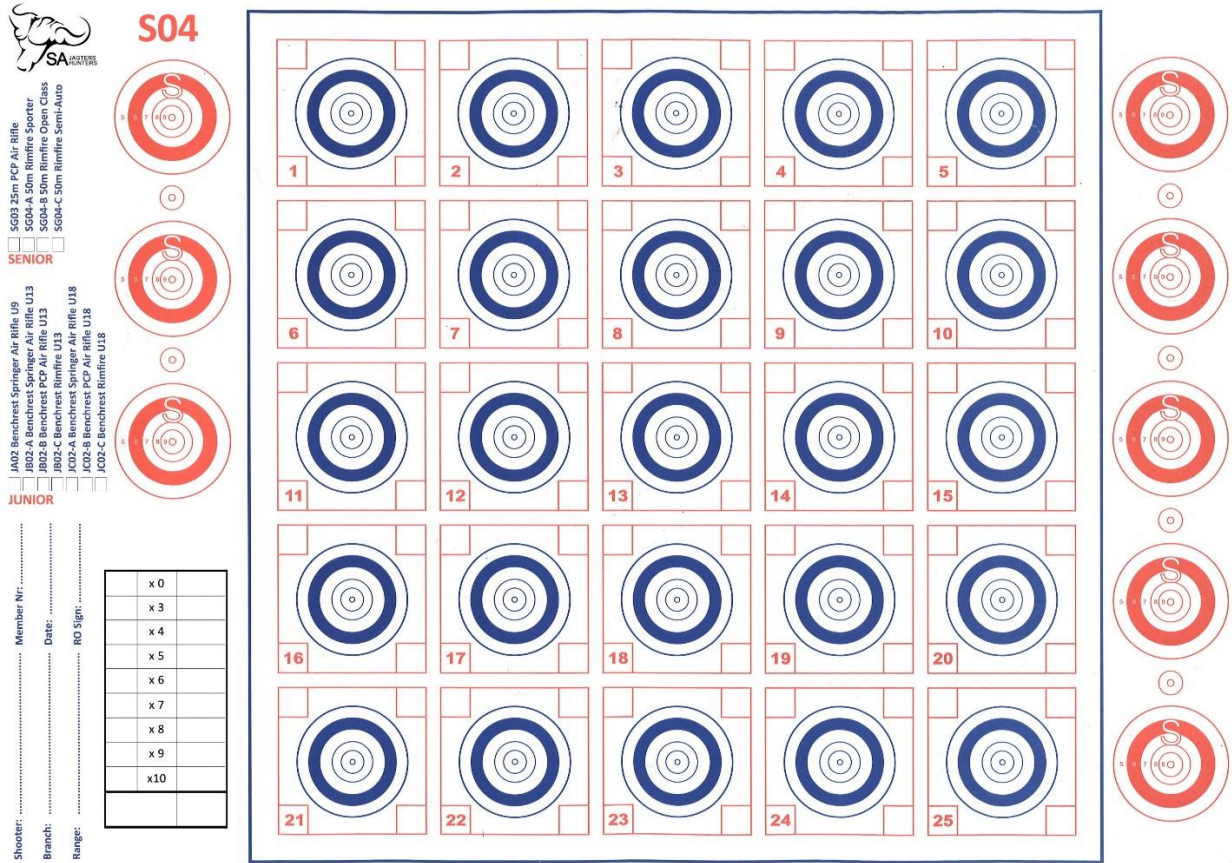 SA JAGTERS
HUNTERS
S04
SG03 25m PCP Air Rifle
SG04-A 50m Rimfire Sporter
SG04-B 50m Rimfire Open Class
SG04-C 50m Rimfire Semi-Auto
SENIOR
JA02 Benchrest Springer Air Rifle U9
JB02-A Benchrest Springer Air Rifle U13
JB02-B Benchrest PCP Air Rifle U13
JB02-C Benchrest Rimfire U13
JC02-A Benchrest Springer Air Rifle U18
JC02-B Benchrest PCP Air Rifle U18
JC02-C Benchrest Rimfire U18
JUNIOR
Shooter: Member Nr:
Branch: Date:
Range: RO Sign:
x 0
x 3
x 4
x 5
x 6
x 7
x 8
x 9
x10
S
S
S
1 2 3 4 5
6 7 8 9 10
11 12 13 14 15
16 17 18 19 20
21 22 23 24 25
S
S
S
S
S